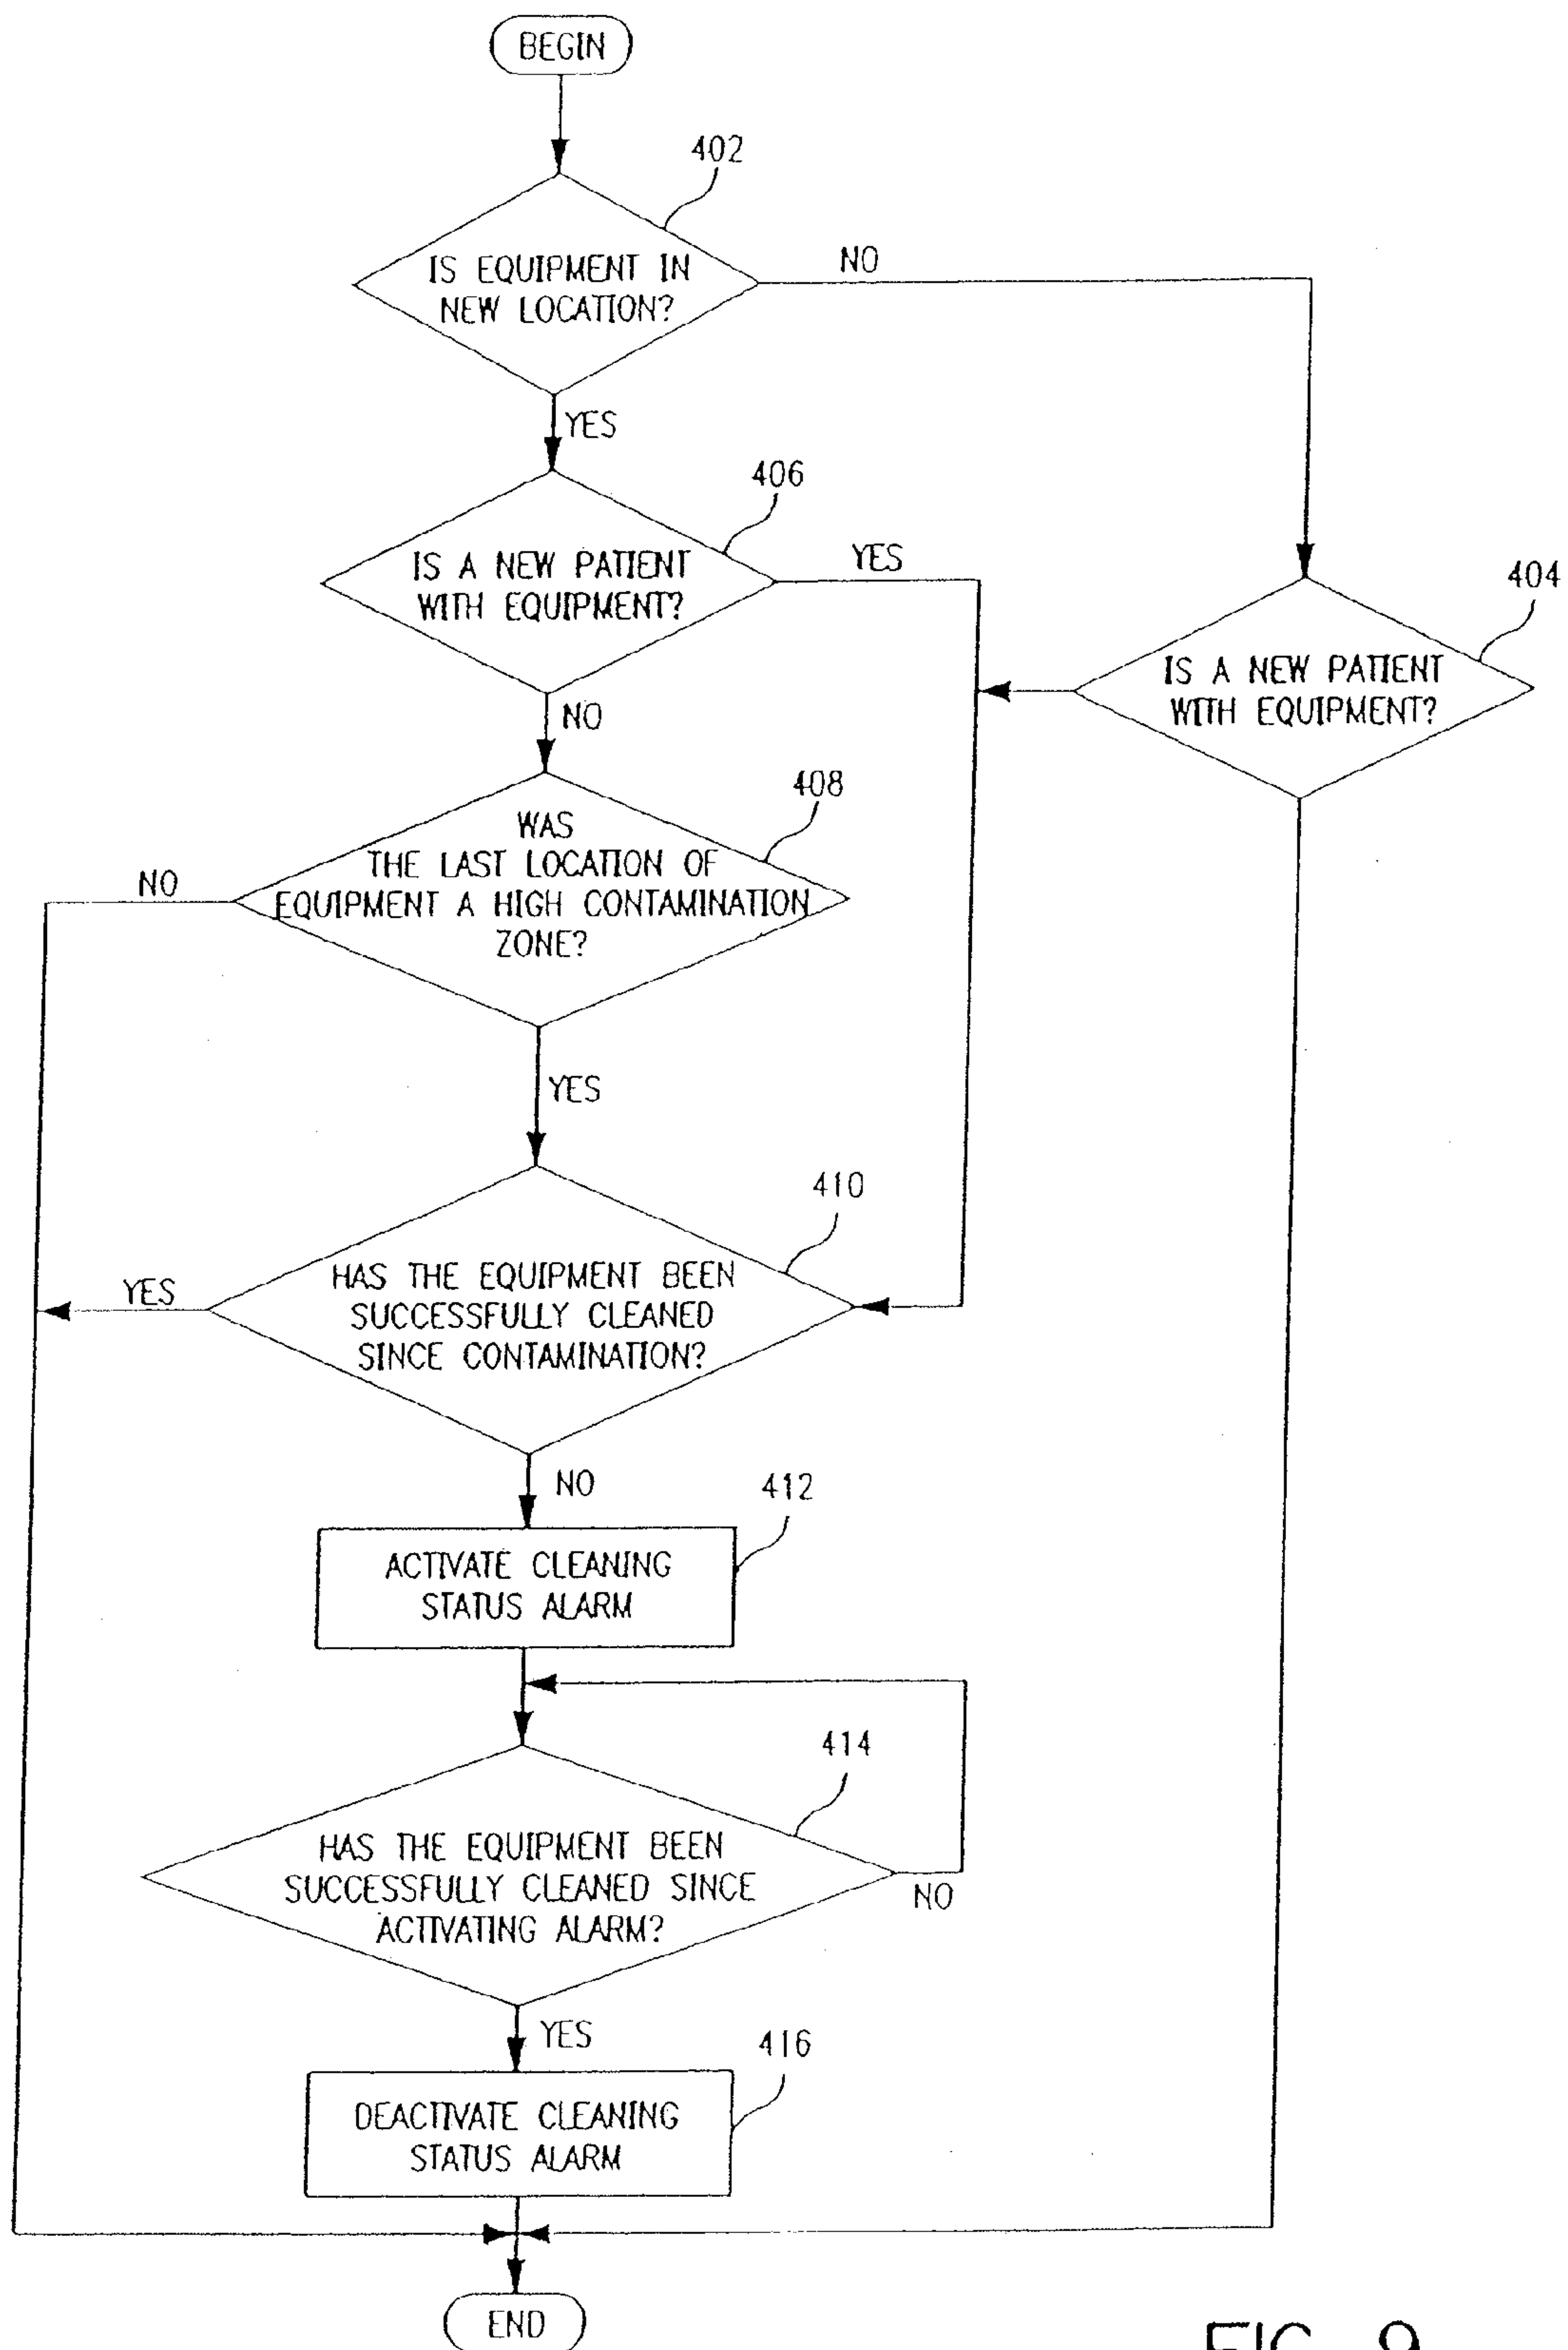 BEGIN
402
IS EQUIPMENT IN
NEW LOCATION?
NO
YES
406
IS A NEW PATIENT
WITH EQUIPMENT?
YES
404
IS A NEW PATIENT
WITH EQUIPMENT?
NO
408
WAS
THE LAST LOCATION OF
EQUIPMENT A HIGH CONTAMINATION
ZONE?
NO
YES
410
HAS THE EQUIPMENT BEEN
SUCCESSFULLY CLEANED
SINCE CONTAMINATION?
YES
NO
412
ACTIVATE CLEANING
STATUS ALARM
414
HAS THE EQUIPMENT BEEN
SUCCESSFULLY CLEANED SINCE
ACTIVATING ALARM?
NO
YES
416
DEACTIVATE CLEANING
STATUS ALARM
END
FIG. 9